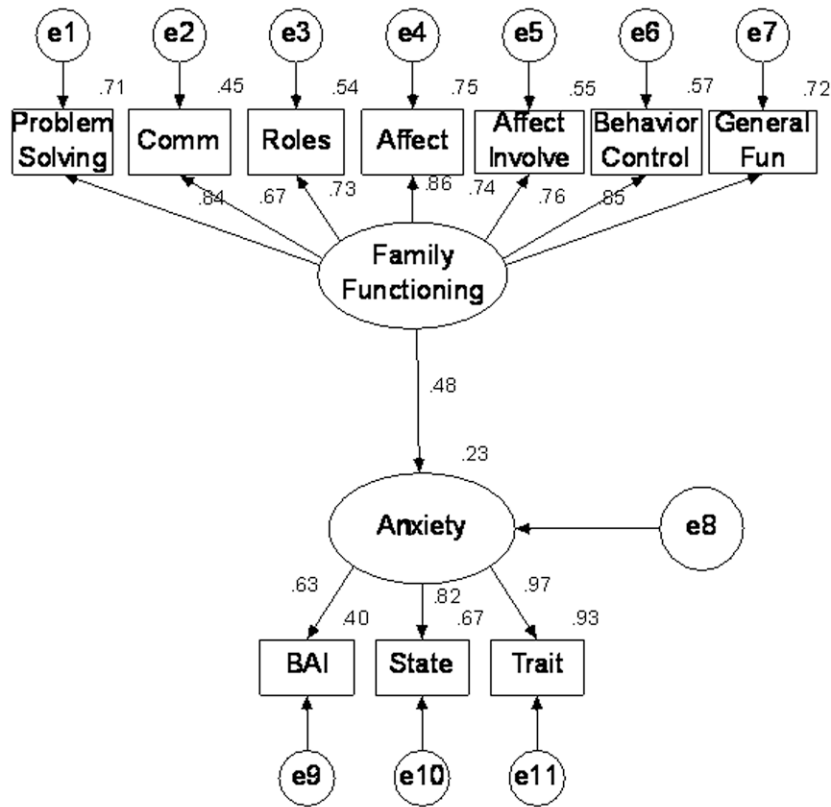 e1 e2 e3 e4 e5 e6 e7
.71 .45 .54 .75 .55 .57 .72
Problem
Solving
Comm
Roles
Affect
Affect
Involve
Behavior
Control
General
Fun
.84 .67 .73 .86 .74 .76 .85
Family
Functioning
.48
.23
Anxiety
e8
.63 .82 .97
.40 .67 .93
BAI State Trait
e9 e10 e11